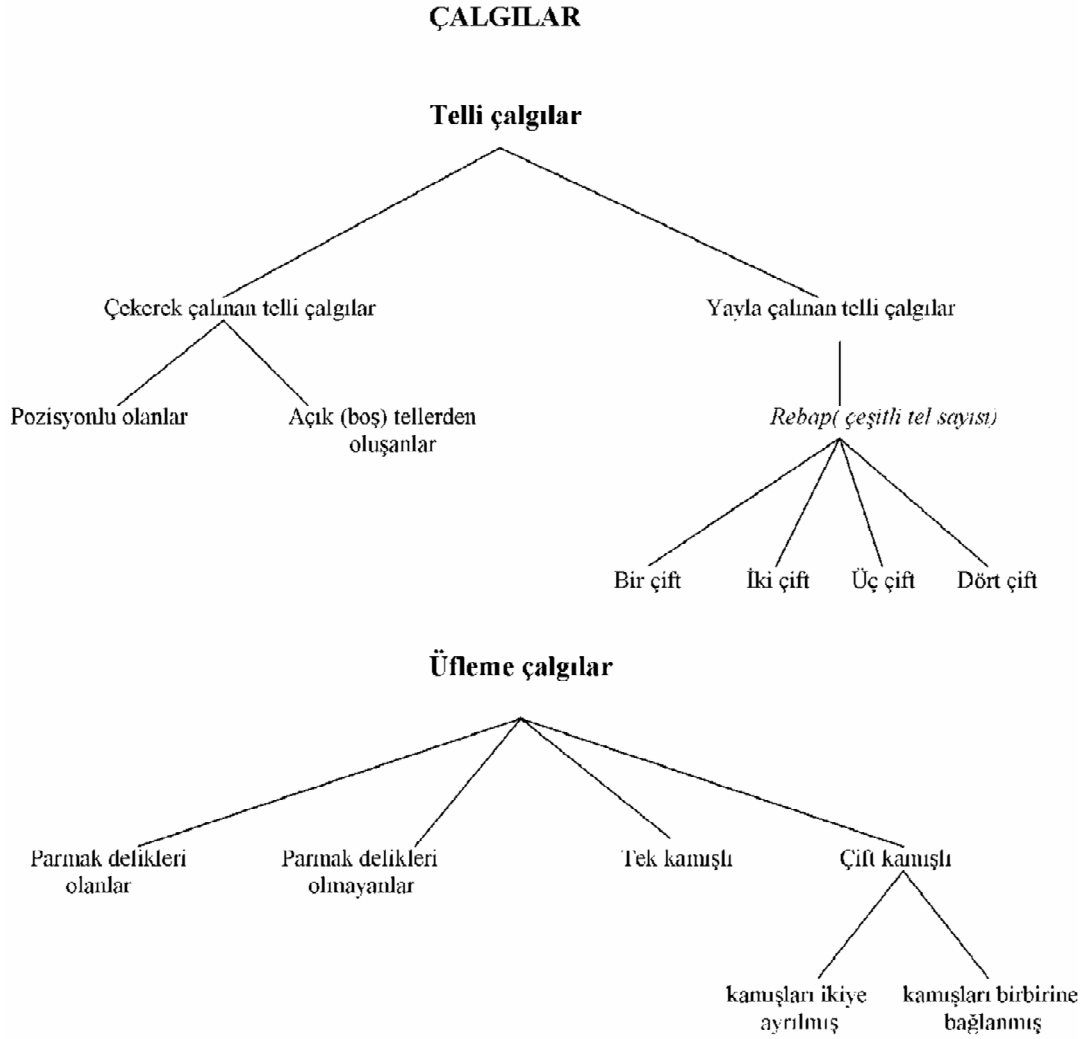 ÇALGILAR
Telli çalgılar
Çekerek çalınan telli çalgılar
Yayla çalınan telli çalgılar
Pozisyonlu olanlar
Açık (boş) tellerden
oluşanlar
Rebap( çeşitli tel sayısı)
Bir çift
İki çift
Üç çift
Dört çift
Üfleme çalgılar
Parmak delikleri
olanlar
Parmak delikleri
olmayanlar
Tek kamışlı
Çift kamışlı
kamışları ikiye
ayrılmış
kamışları birbirine
bağlanmış